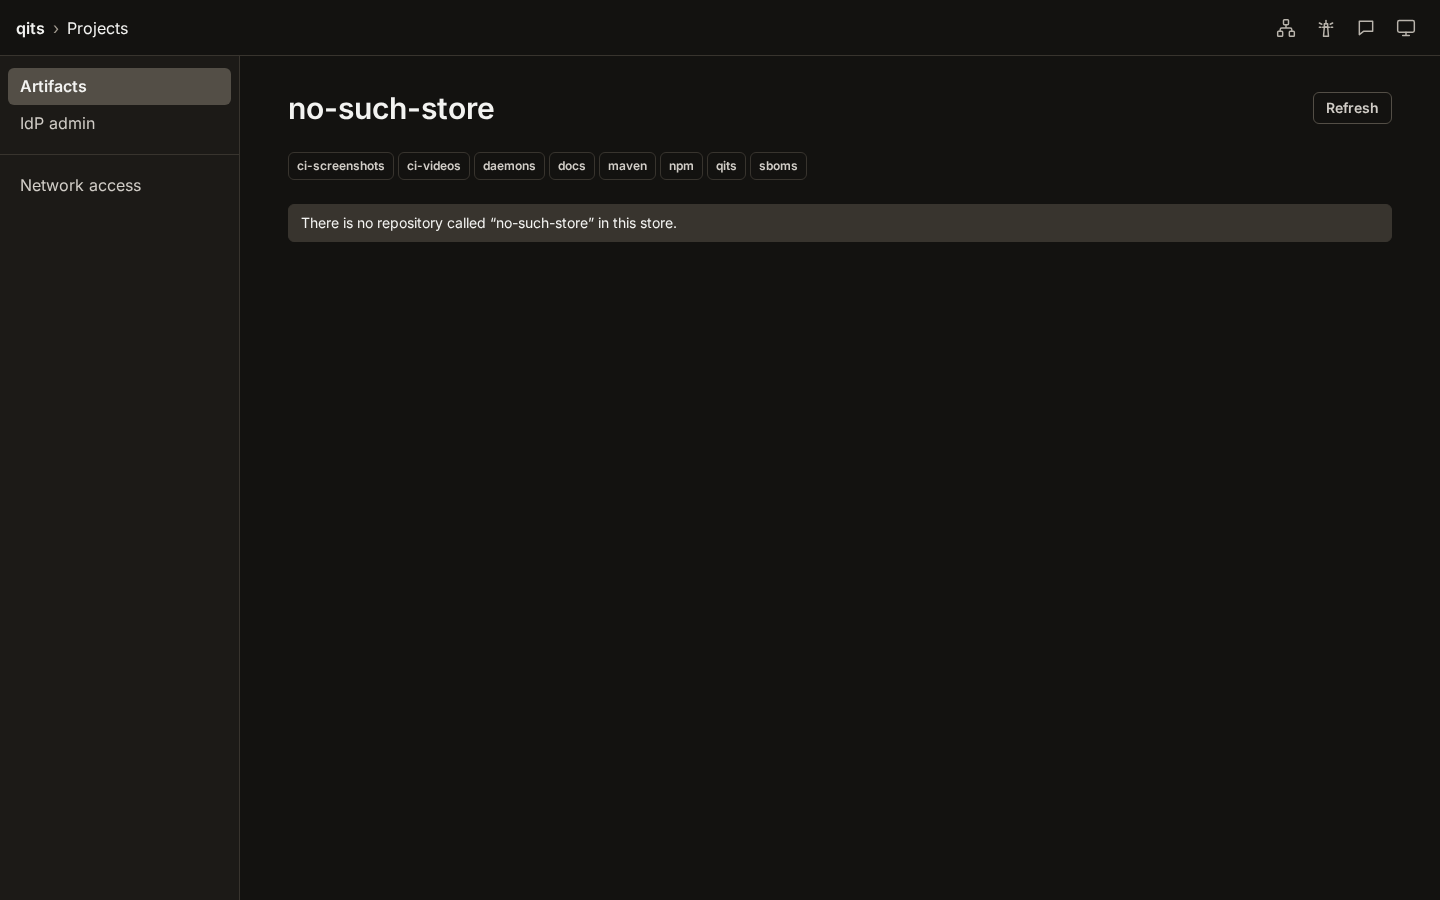 qits › Projects
Artifacts
IdP admin
Network access
no-such-store
Refresh
ci-screenshots ci-videos daemons docs maven npm qits sboms
There is no repository called “no-such-store” in this store.